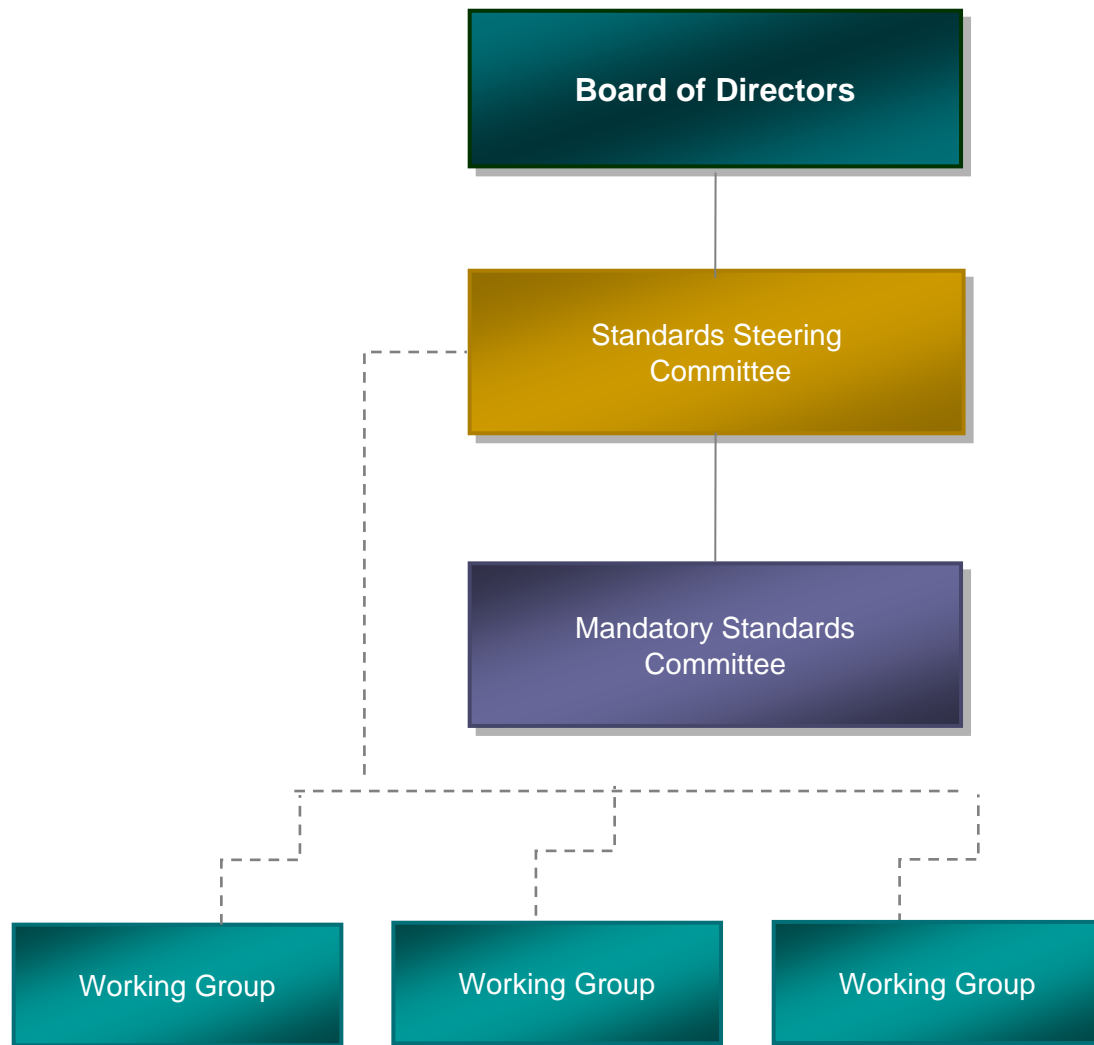 Board of Directors
Standards Steering
Committee
Mandatory Standards
Committee
Working Group
Working Group
Working Group